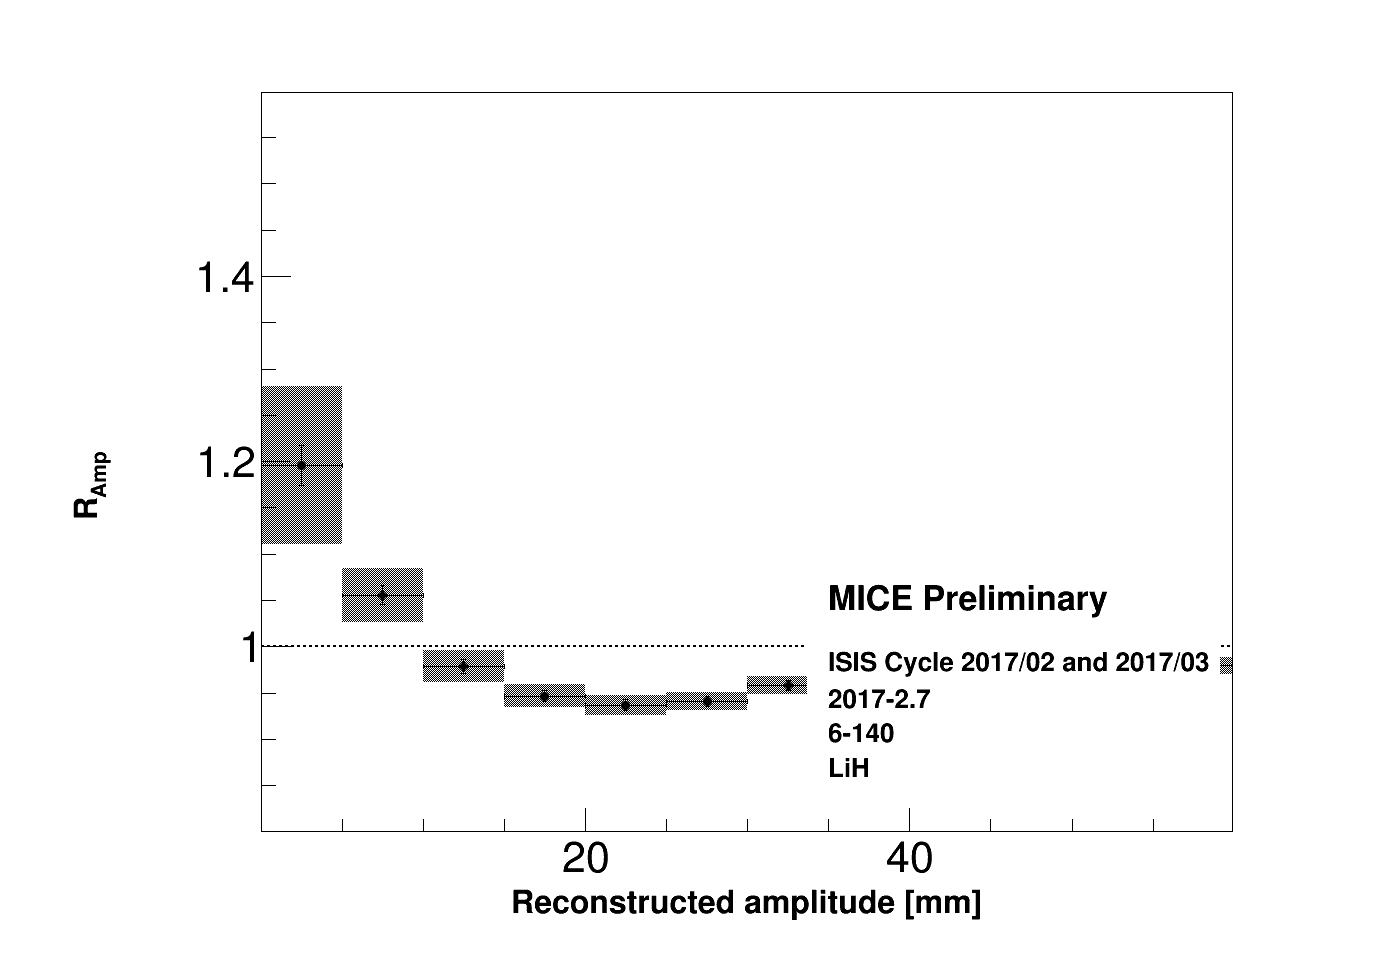 1.4
1.2
1
R_Amp
MICE Preliminary
ISIS Cycle 2017/02 and 2017/03
2017-2.7
6-140
LiH
20 40
Reconstructed amplitude [mm]